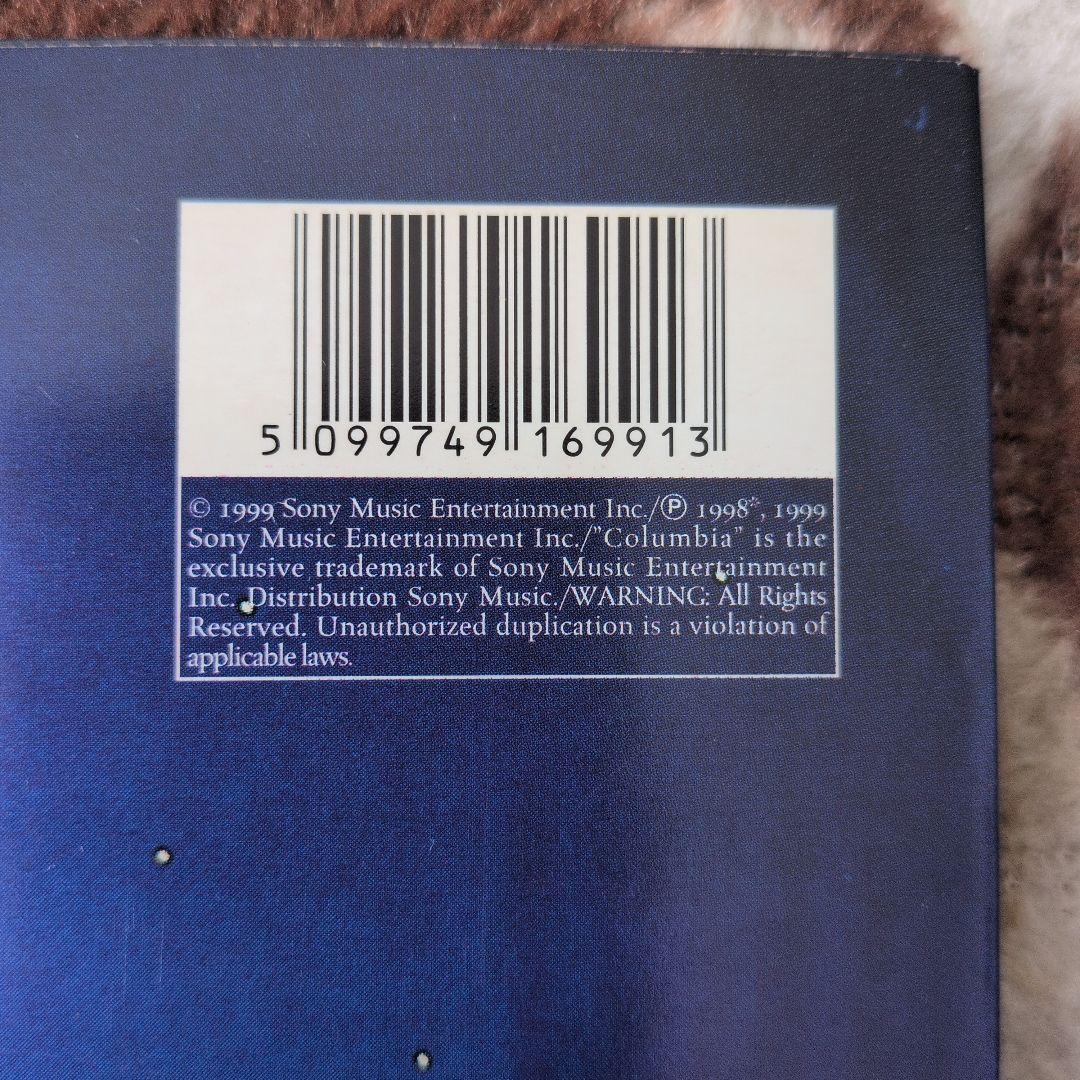 5 099749 169913
© 1999 Sony Music Entertainment Inc./℗ 1998*, 1999
Sony Music Entertainment Inc./"Columbia" is the
exclusive trademark of Sony Music Entertainment
Inc. Distribution Sony Music./WARNING: All Rights
Reserved. Unauthorized duplication is a violation of
applicable laws.